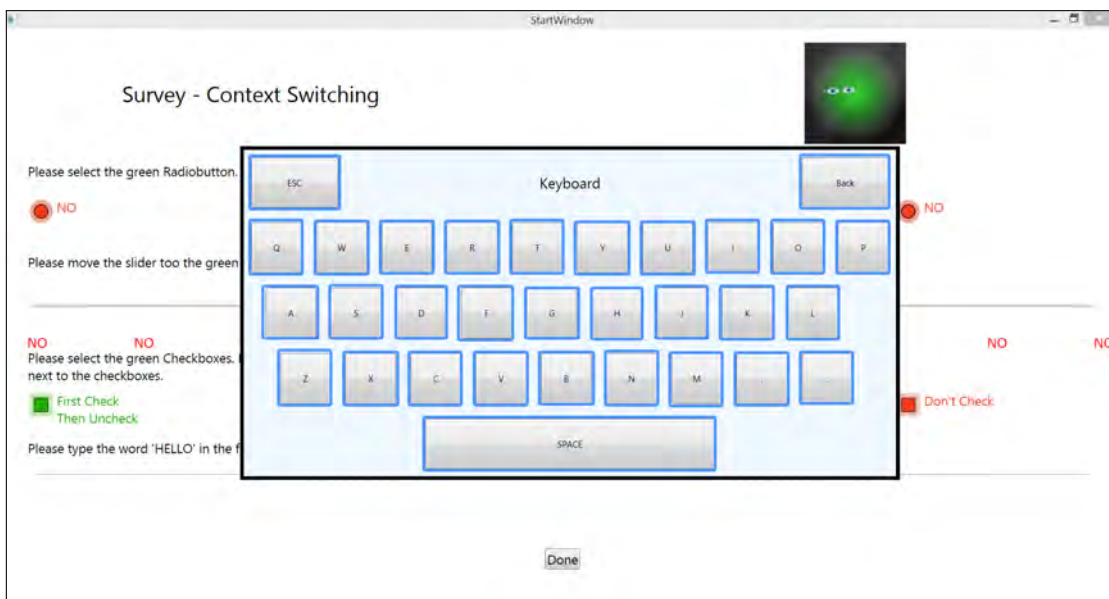 StartWindow
Survey - Context Switching
Please select the green Radiobutton.
NO
NO
Please move the slider too the green
NO
NO
NO
NO
Please select the green Checkboxes.
next to the checkboxes.
First Check
Then Uncheck
Don't Check
Please type the word 'HELLO' in the f
ESC
Keyboard
Back
Q W E R T Y U I O P
A S D F G H J K L
Z X C V B N M
SPACE
Done